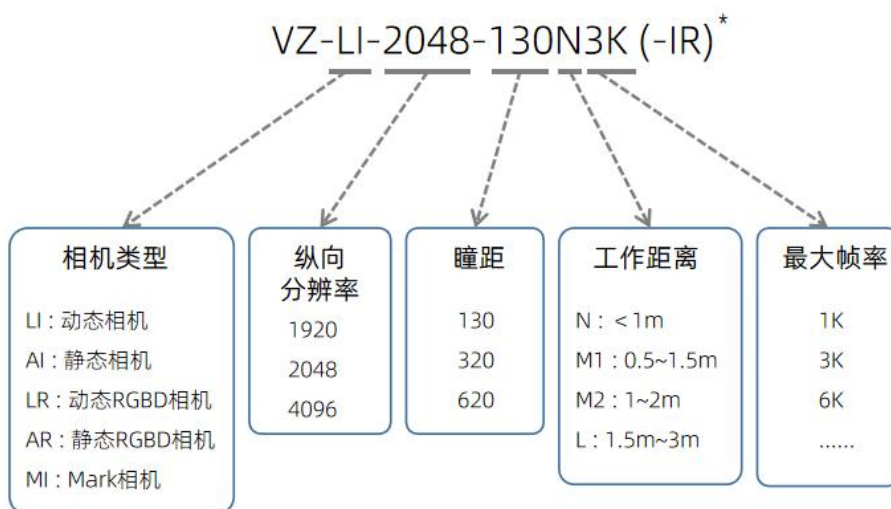 VZ-LI-2048-130N3K (-IR)*
相机类型
LI : 动态相机
AI : 静态相机
LR : 动态RGBD相机
AR : 静态RGBD相机
MI : Mark相机
纵向
分辨率
1920
2048
4096
瞳距
130
320
620
工作距离
N : < 1m
M1 : 0.5~1.5m
M2 : 1~2m
L : 1.5m~3m
最大帧率
1K
3K
6K
......